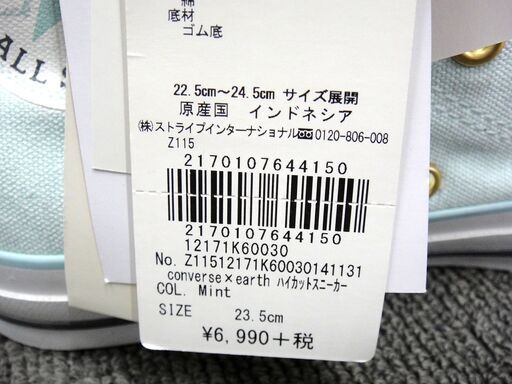 ALL S
綿
底材
ゴム底
22.5cm～24.5cm サイズ展開
原産国 インドネシア
㈱ストライプインターナショナル 0120-806-008
Z115
2170107644150
2170107644150
12171K60030
No. Z11512171K60030141131
converse×earth ハイカットスニーカー
COL. Mint
SIZE 23.5cm
¥6,990+税